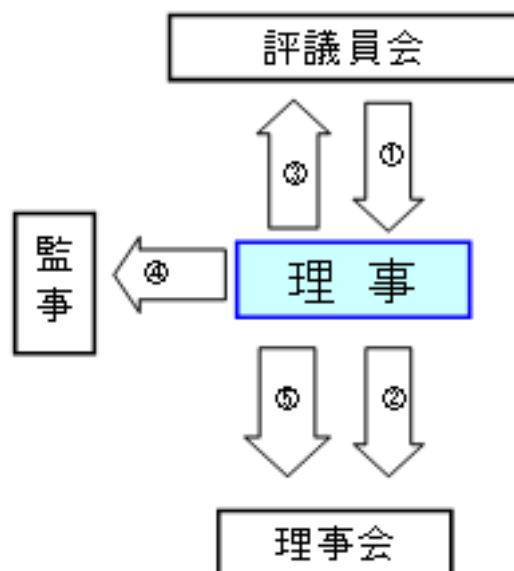 評議員会
③
①
監事
④
理事
⑤
②
理事会